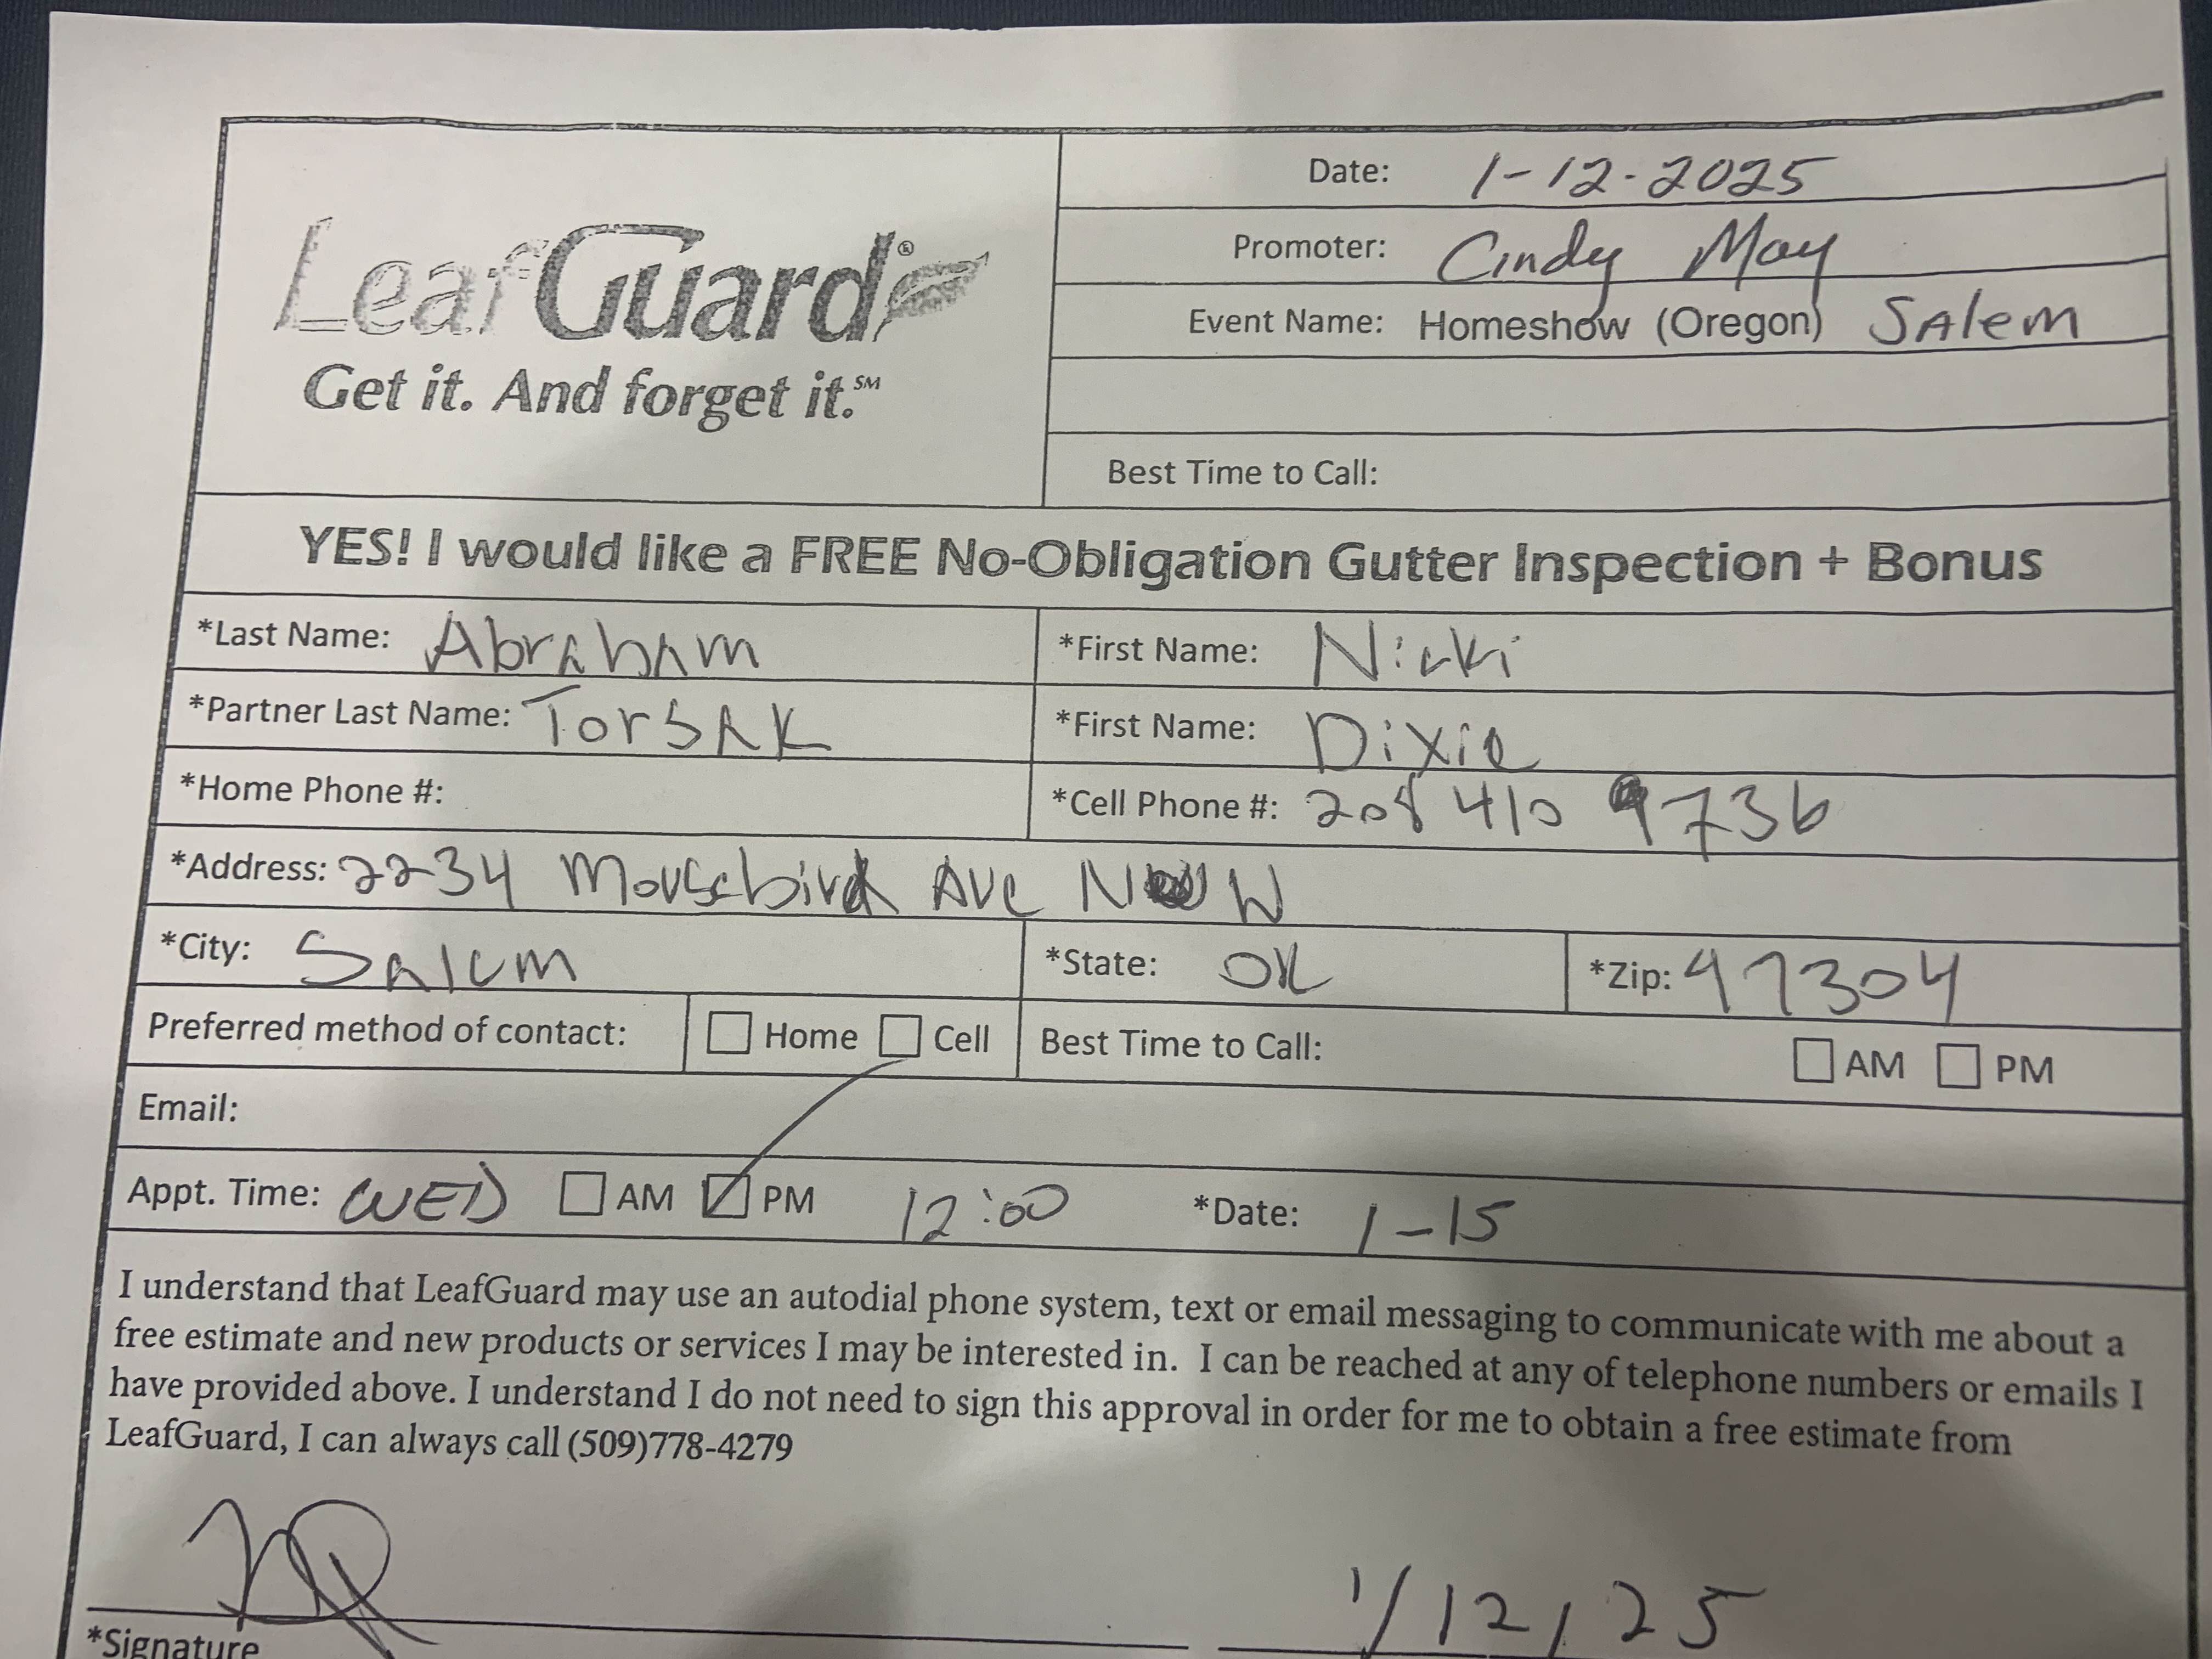 LeafGuard®
Get it. And forget it.℠
Date: 1-12-2025
Promoter: Cindy May
Event Name: Homeshow (Oregon) Salem
Best Time to Call:
YES! I would like a FREE No-Obligation Gutter Inspection + Bonus
*Last Name: Abraham *First Name: Nicki
*Partner Last Name: Torsak *First Name: Dixie
*Home Phone #: *Cell Phone #: 208 410 9736
*Address: 2234 Mousebird Ave NW
*City: Salem *State: OR *Zip: 97304
Preferred method of contact: Home Cell Best Time to Call: AM PM
Email:
Appt. Time: WED AM PM 12:00 *Date: 1-15
I understand that LeafGuard may use an autodial phone system, text or email messaging to communicate with me about a
free estimate and new products or services I may be interested in. I can be reached at any of telephone numbers or emails I
have provided above. I understand I do not need to sign this approval in order for me to obtain a free estimate from
LeafGuard, I can always call (509)778-4279
1/12/25
*Signature